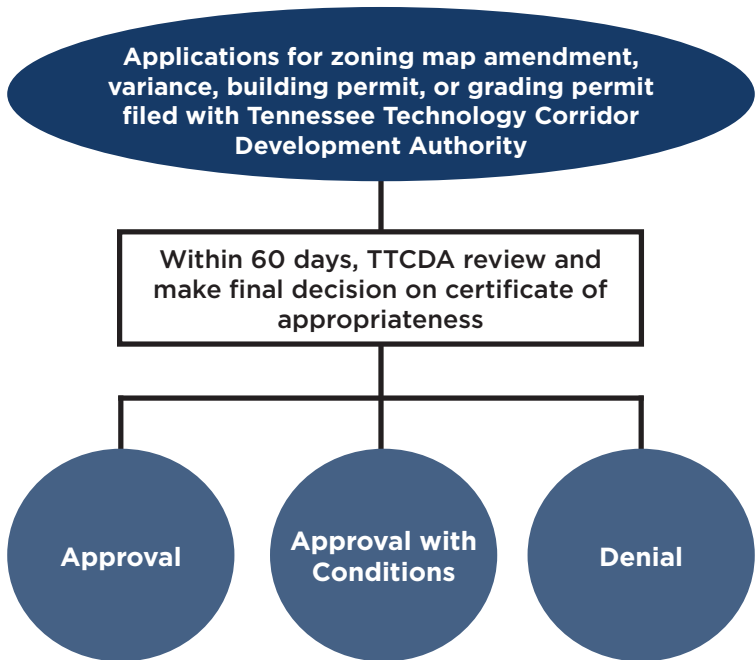 Applications for zoning map amendment,
variance, building permit, or grading permit
filed with Tennessee Technology Corridor
Development Authority
Within 60 days, TTCDA review and
make final decision on certificate of
appropriateness
Approval
Approval with
Conditions
Denial